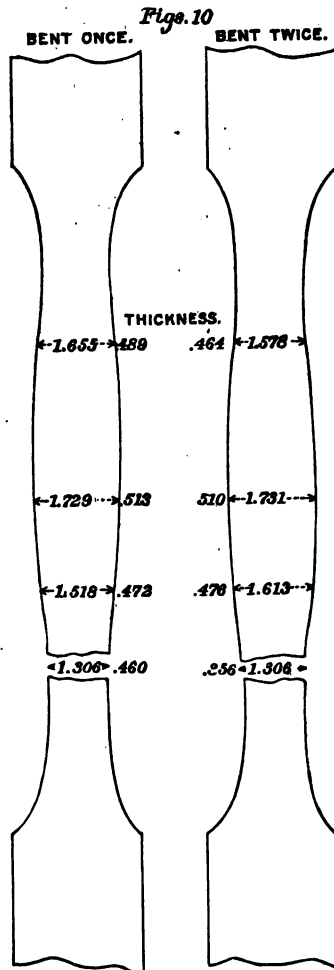 Figs. 10
BENT ONCE. BENT TWICE.
THICKNESS.
1.655 .489 .464 1.578
1.729 .513 .510 1.731
1.518 .472 .476 1.613
1.306 .460 1.306